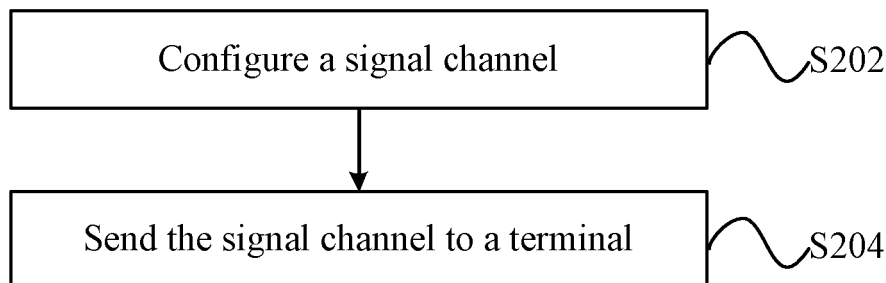 Configure a signal channel S202
Send the signal channel to a terminal S204